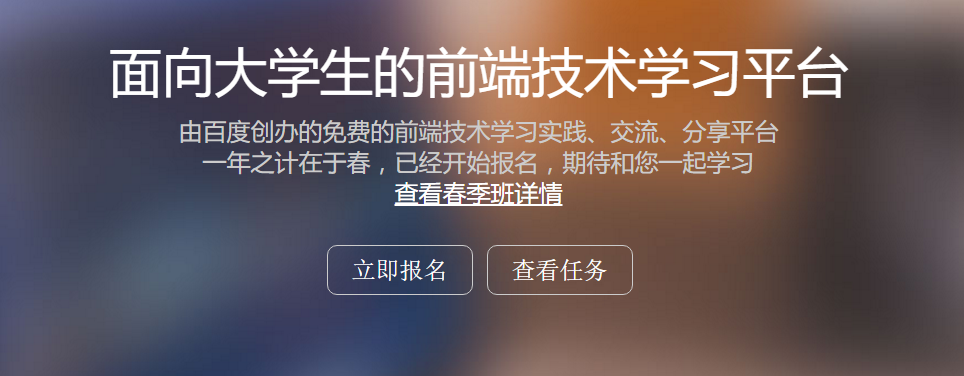 面向大学生的前端技术学习平台
由百度创办的免费的前端技术学习实践、交流、分享平台
一年之计在于春，已经开始报名，期待和您一起学习
查看春季班详情
立即报名 查看任务